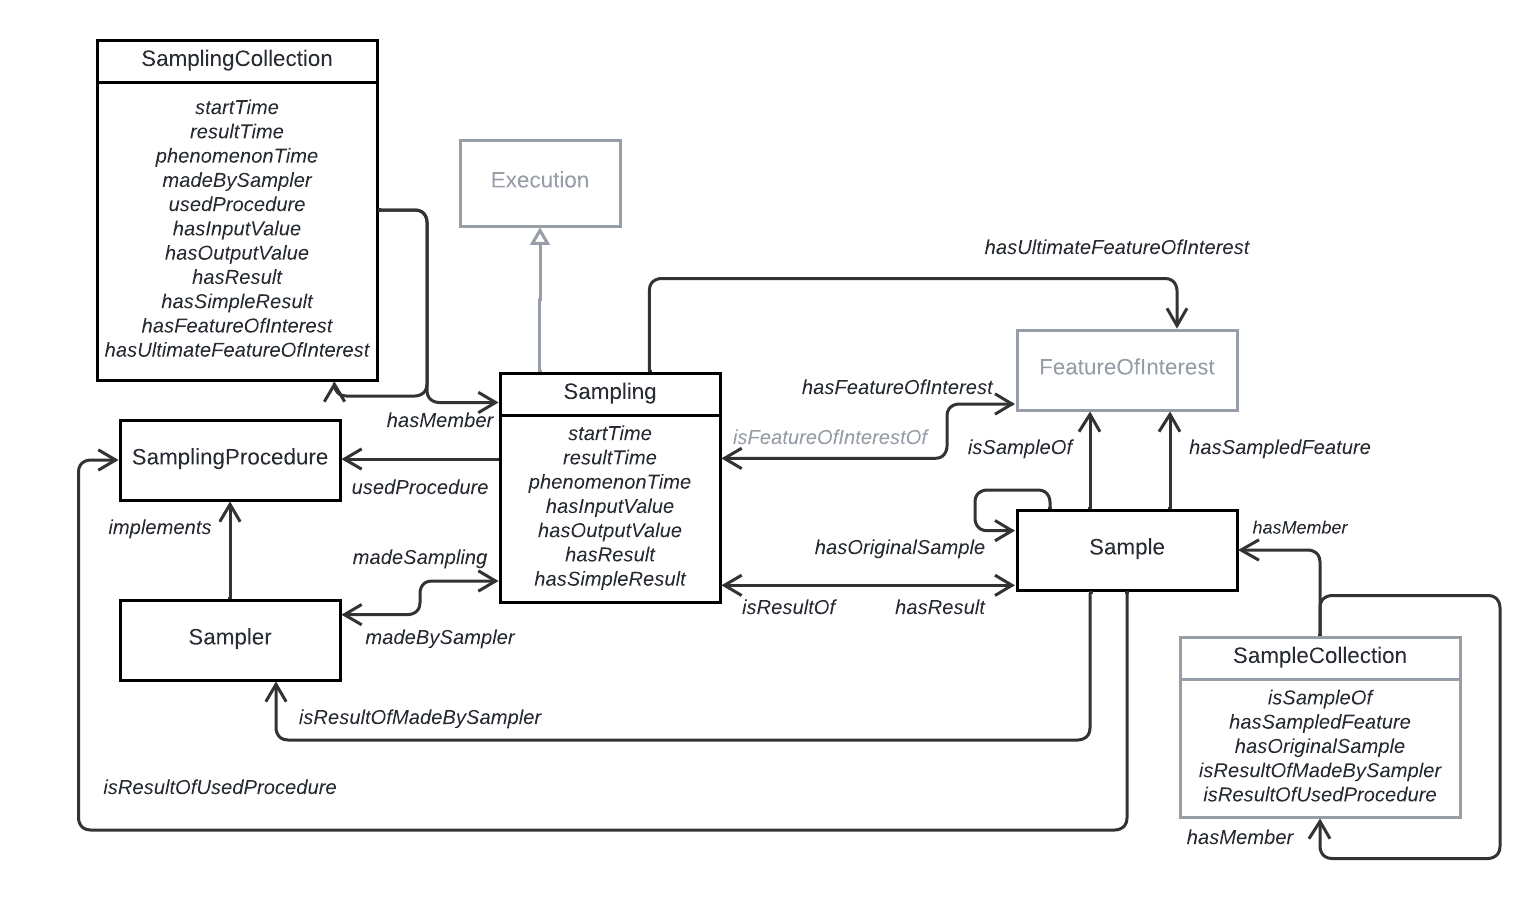 SamplingCollection
startTime
resultTime
phenomenonTime
madeBySampler
usedProcedure
hasInputValue
hasOutputValue
hasResult
hasSimpleResult
hasFeatureOfInterest
hasUltimateFeatureOfInterest
Execution
hasUltimateFeatureOfInterest
FeatureOfInterest
hasFeatureOfInterest
isFeatureOfInterestOf
hasMember
Sampling
startTime
resultTime
phenomenonTime
hasInputValue
hasOutputValue
hasResult
hasSimpleResult
SamplingProcedure
usedProcedure
implements
madeSampling
madeBySampler
Sampler
isSampleOf
hasSampledFeature
hasOriginalSample
Sample
hasMember
isResultOf
hasResult
SampleCollection
isSampleOf
hasSampledFeature
hasOriginalSample
isResultOfMadeBySampler
isResultOfUsedProcedure
hasMember
isResultOfMadeBySampler
isResultOfUsedProcedure